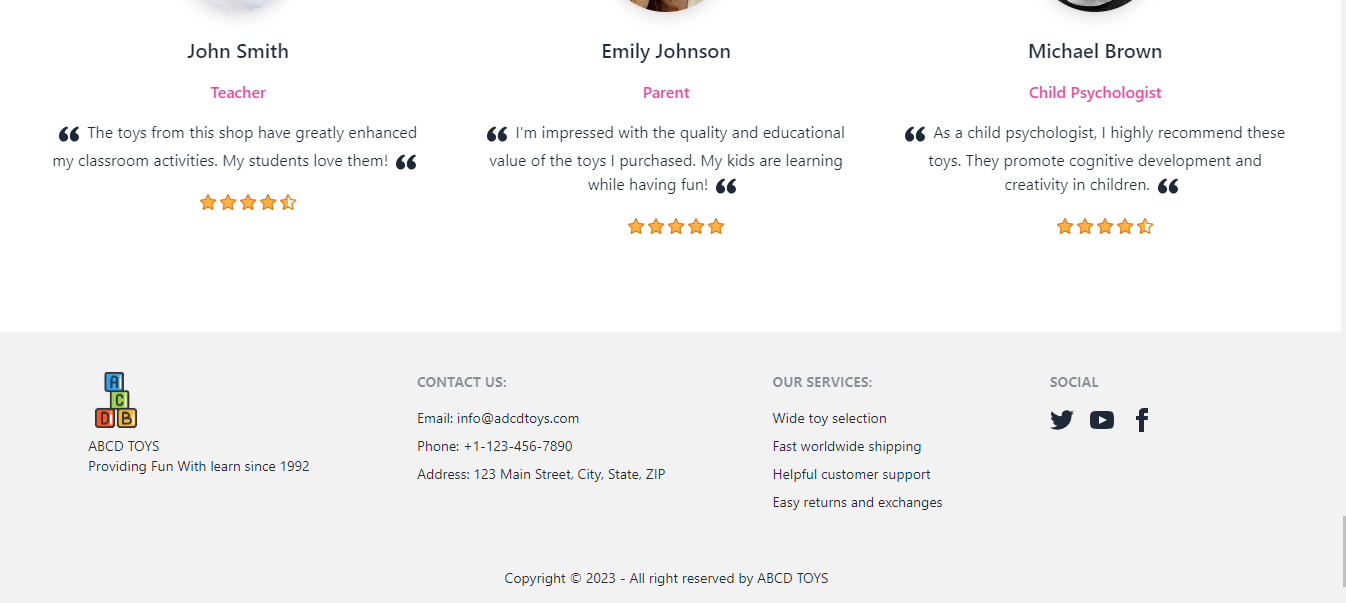 John Smith
Teacher
❝ The toys from this shop have greatly enhanced
my classroom activities. My students love them! ❝
Emily Johnson
Parent
❝ I'm impressed with the quality and educational
value of the toys I purchased. My kids are learning
while having fun! ❝
Michael Brown
Child Psychologist
❝ As a child psychologist, I highly recommend these
toys. They promote cognitive development and
creativity in children. ❝
A
C
D B
ABCD TOYS
Providing Fun With learn since 1992
CONTACT US:
Email: info@adcdtoys.com
Phone: +1-123-456-7890
Address: 123 Main Street, City, State, ZIP
OUR SERVICES:
Wide toy selection
Fast worldwide shipping
Helpful customer support
Easy returns and exchanges
SOCIAL
Copyright © 2023 - All right reserved by ABCD TOYS